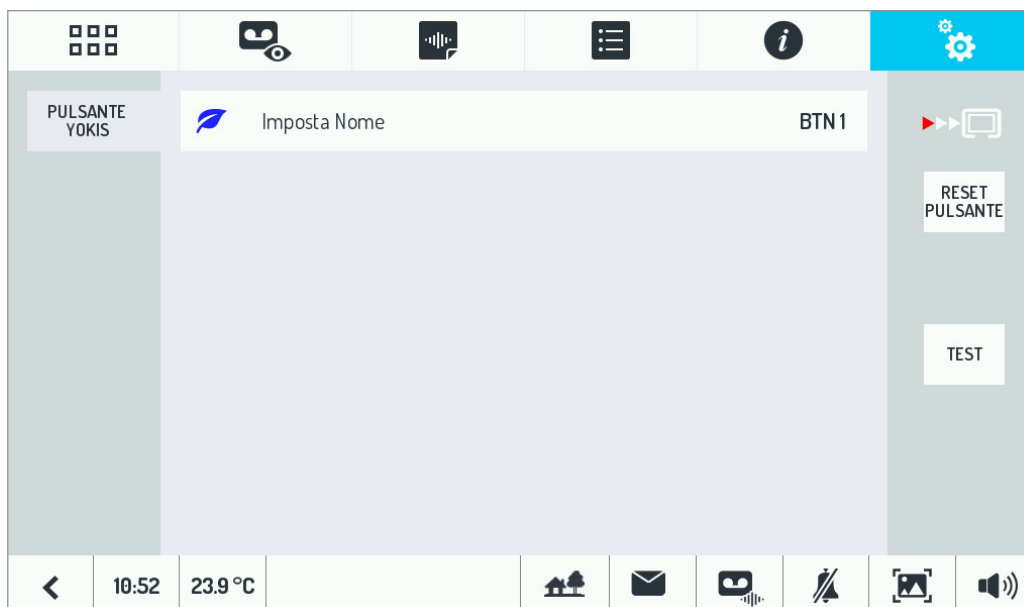 PULSANTE
YOKIS
Imposta Nome
BTN 1
RESET
PULSANTE
TEST
10:52
23.9 °C